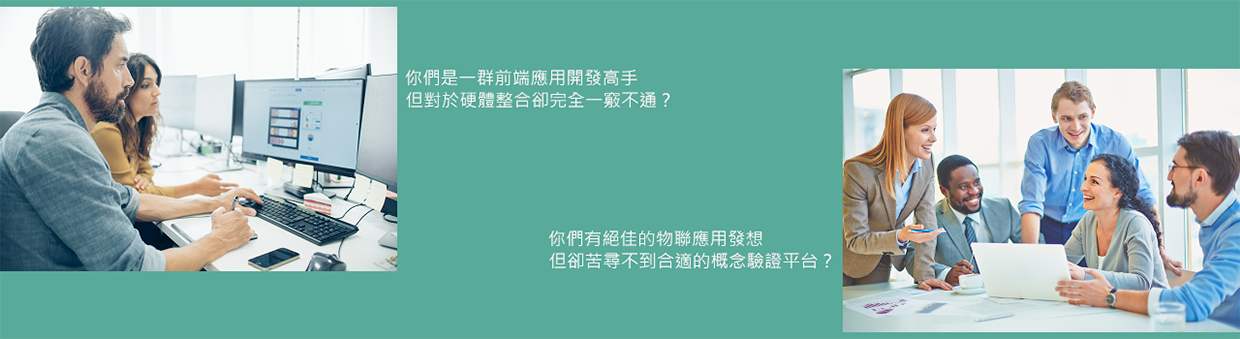 你們是一群前端應用開發高手
但對於硬體整合卻完全一竅不通？
你們有絕佳的物聯應用發想
但卻苦尋不到合適的概念驗證平台？